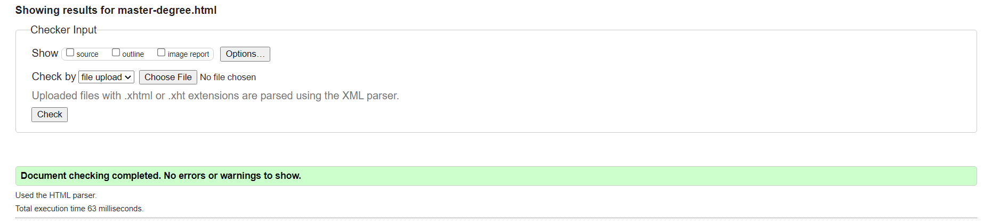 Showing results for master-degree.html
Checker Input
Show source outline image report Options...
Check by file upload Choose File No file chosen
Uploaded files with .xhtml or .xht extensions are parsed using the XML parser.
Check
Document checking completed. No errors or warnings to show.
Used the HTML parser.
Total execution time 63 milliseconds.